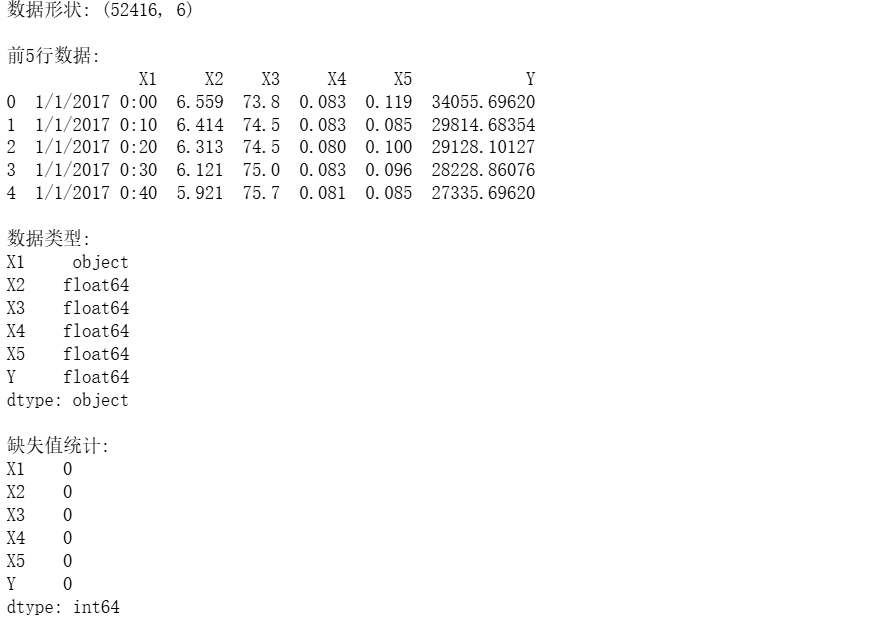 数据形状: (52416, 6)
前5行数据:
X1 X2 X3 X4 X5 Y
0 1/1/2017 0:00 6.559 73.8 0.083 0.119 34055.69620
1 1/1/2017 0:10 6.414 74.5 0.083 0.085 29814.68354
2 1/1/2017 0:20 6.313 74.5 0.080 0.100 29128.10127
3 1/1/2017 0:30 6.121 75.0 0.083 0.096 28228.86076
4 1/1/2017 0:40 5.921 75.7 0.081 0.085 27335.69620
数据类型:
X1 object
X2 float64
X3 float64
X4 float64
X5 float64
Y float64
dtype: object
缺失值统计:
X1 0
X2 0
X3 0
X4 0
X5 0
Y 0
dtype: int64